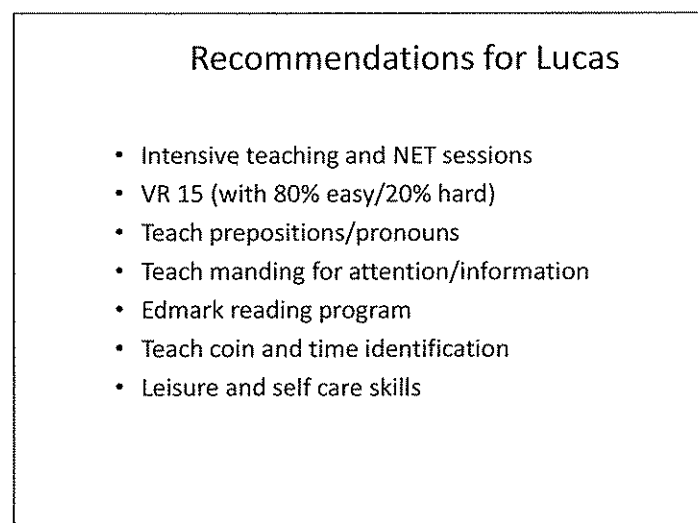 Recommendations for Lucas
• Intensive teaching and NET sessions
• VR 15 (with 80% easy/20% hard)
• Teach prepositions/pronouns
• Teach manding for attention/information
• Edmark reading program
• Teach coin and time identification
• Leisure and self care skills